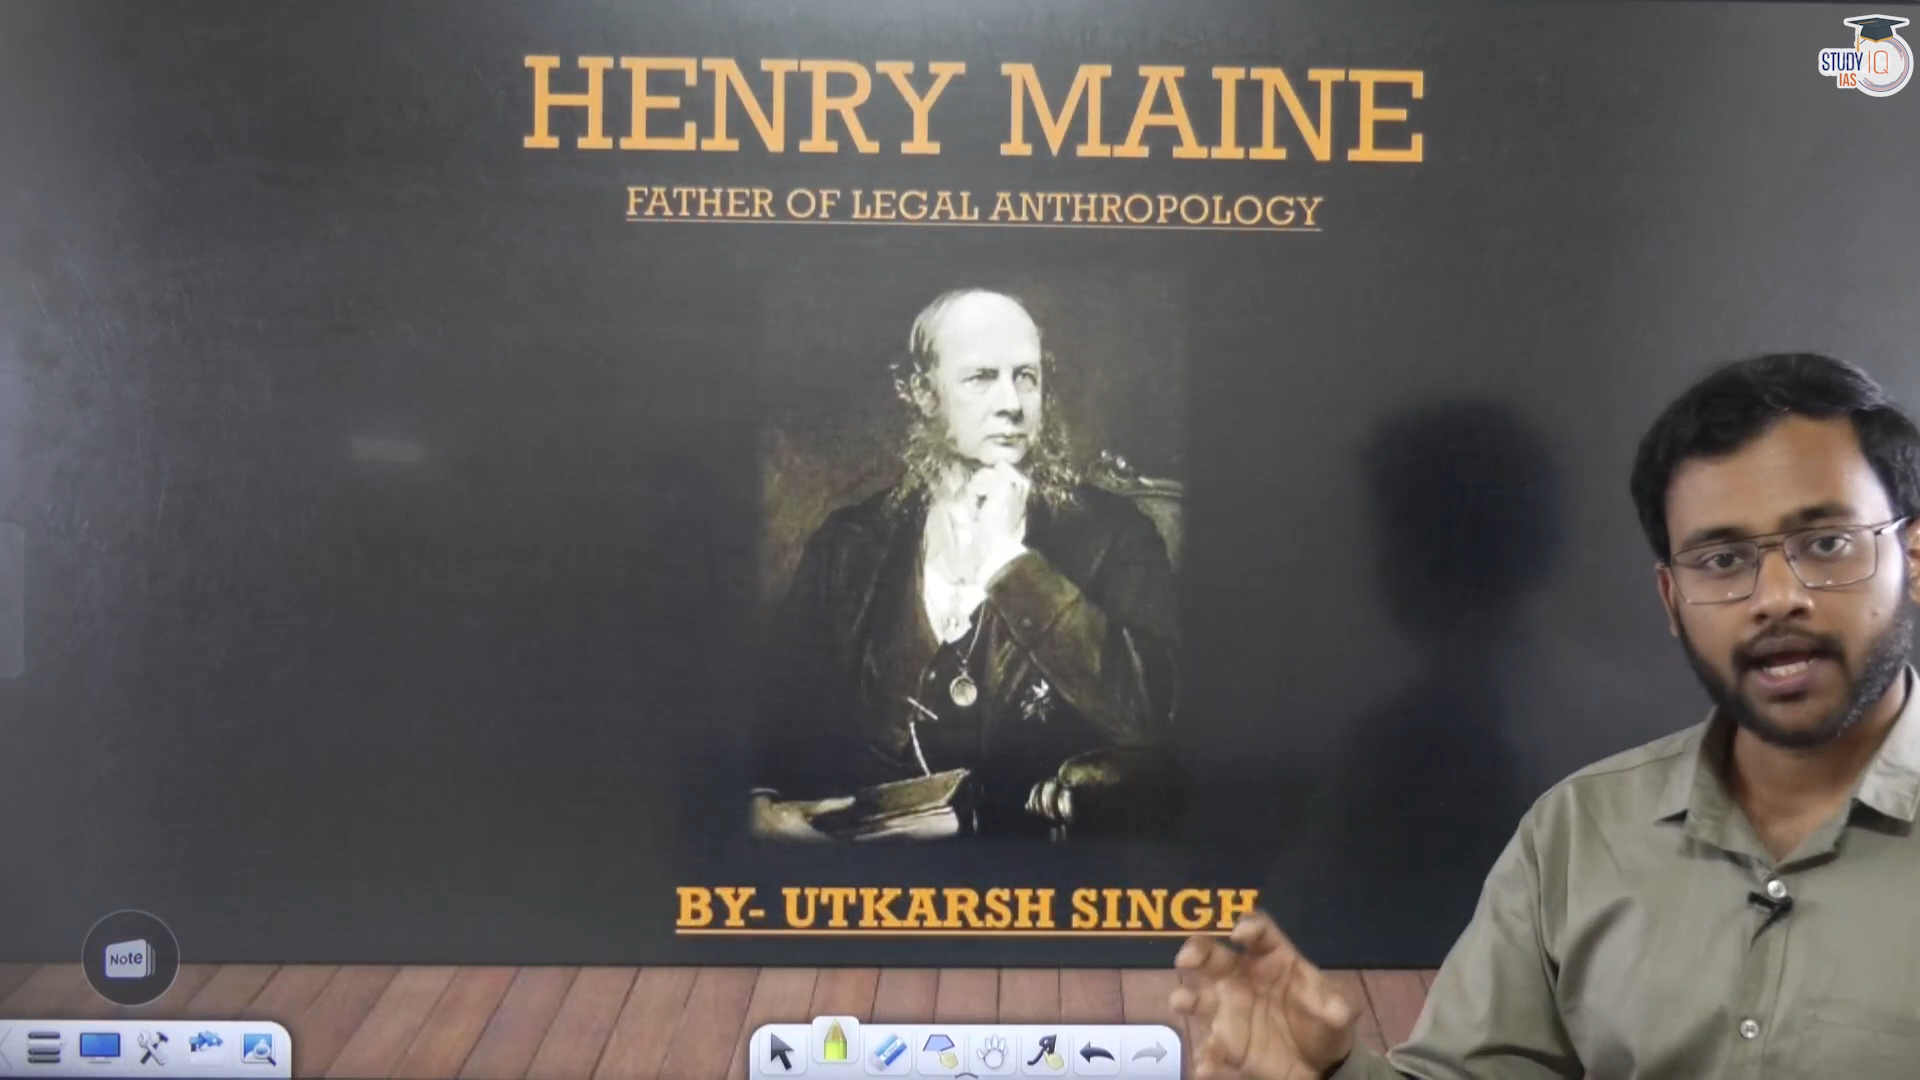 HENRY MAINE
FATHER OF LEGAL ANTHROPOLOGY
STUDY IQ
IAS
BY- UTKARSH SINGH
Note